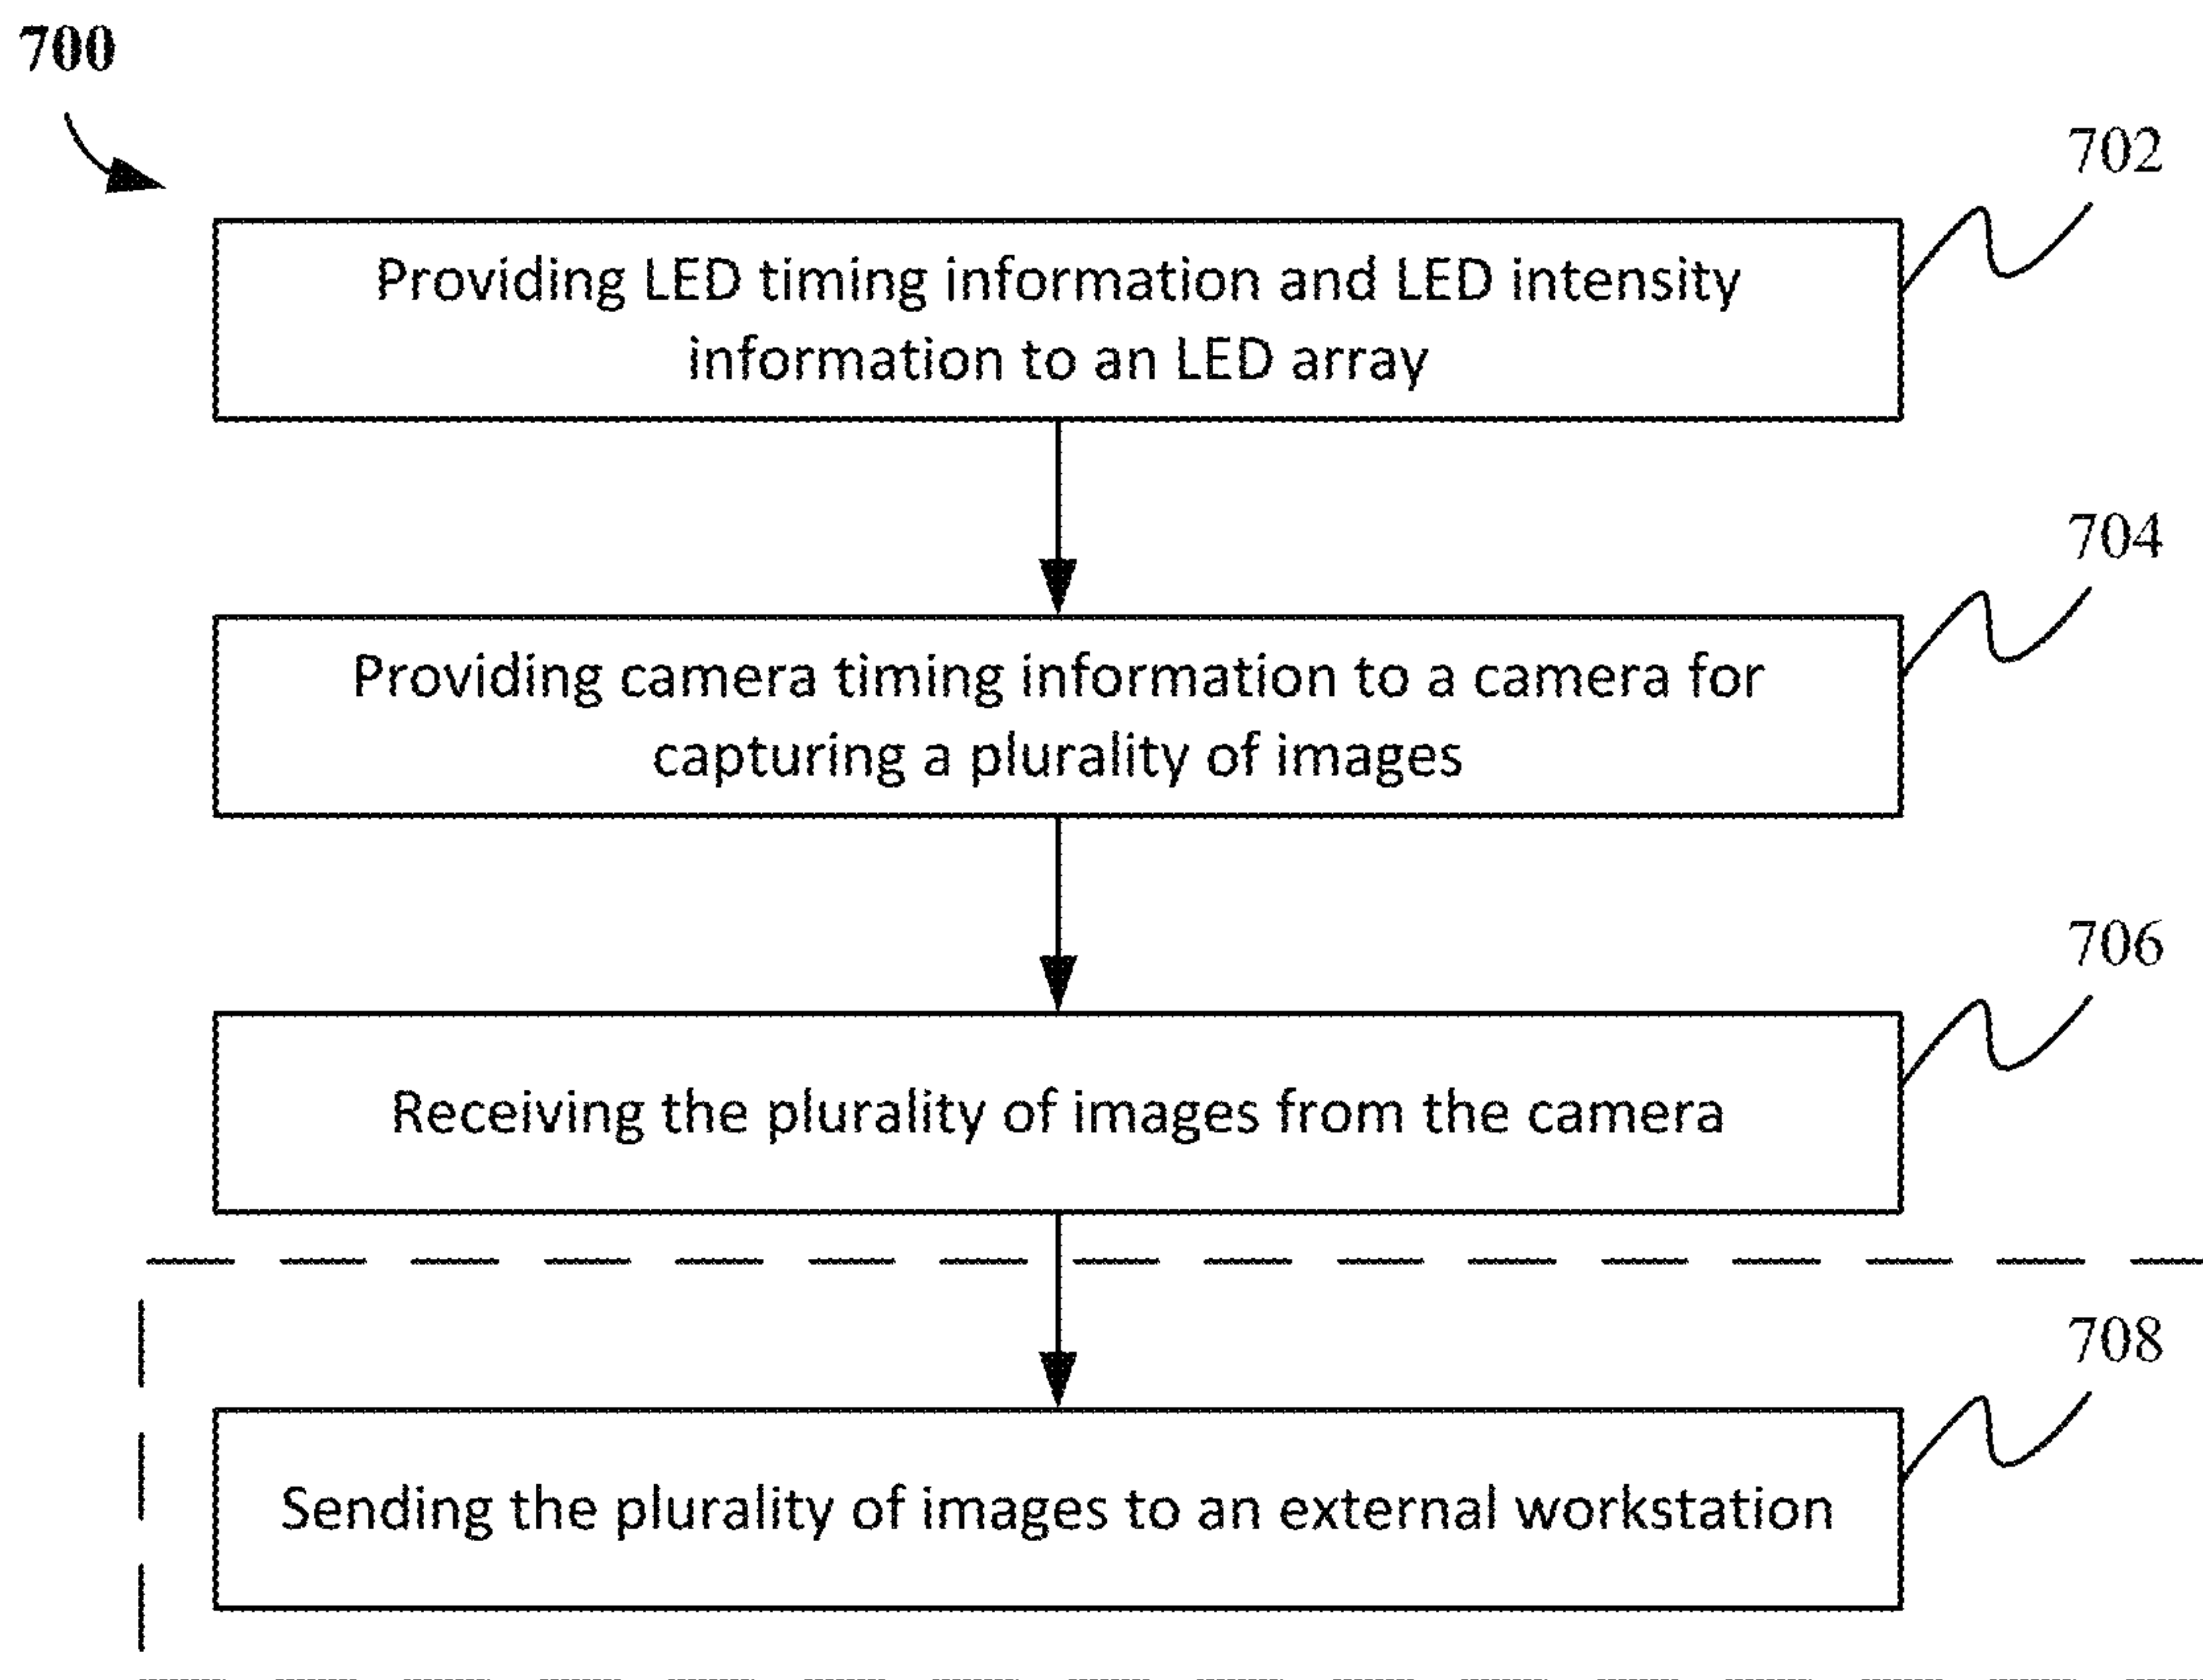 700
702
Providing LED timing information and LED intensity
information to an LED array
704
Providing camera timing information to a camera for
capturing a plurality of images
706
Receiving the plurality of images from the camera
708
Sending the plurality of images to an external workstation